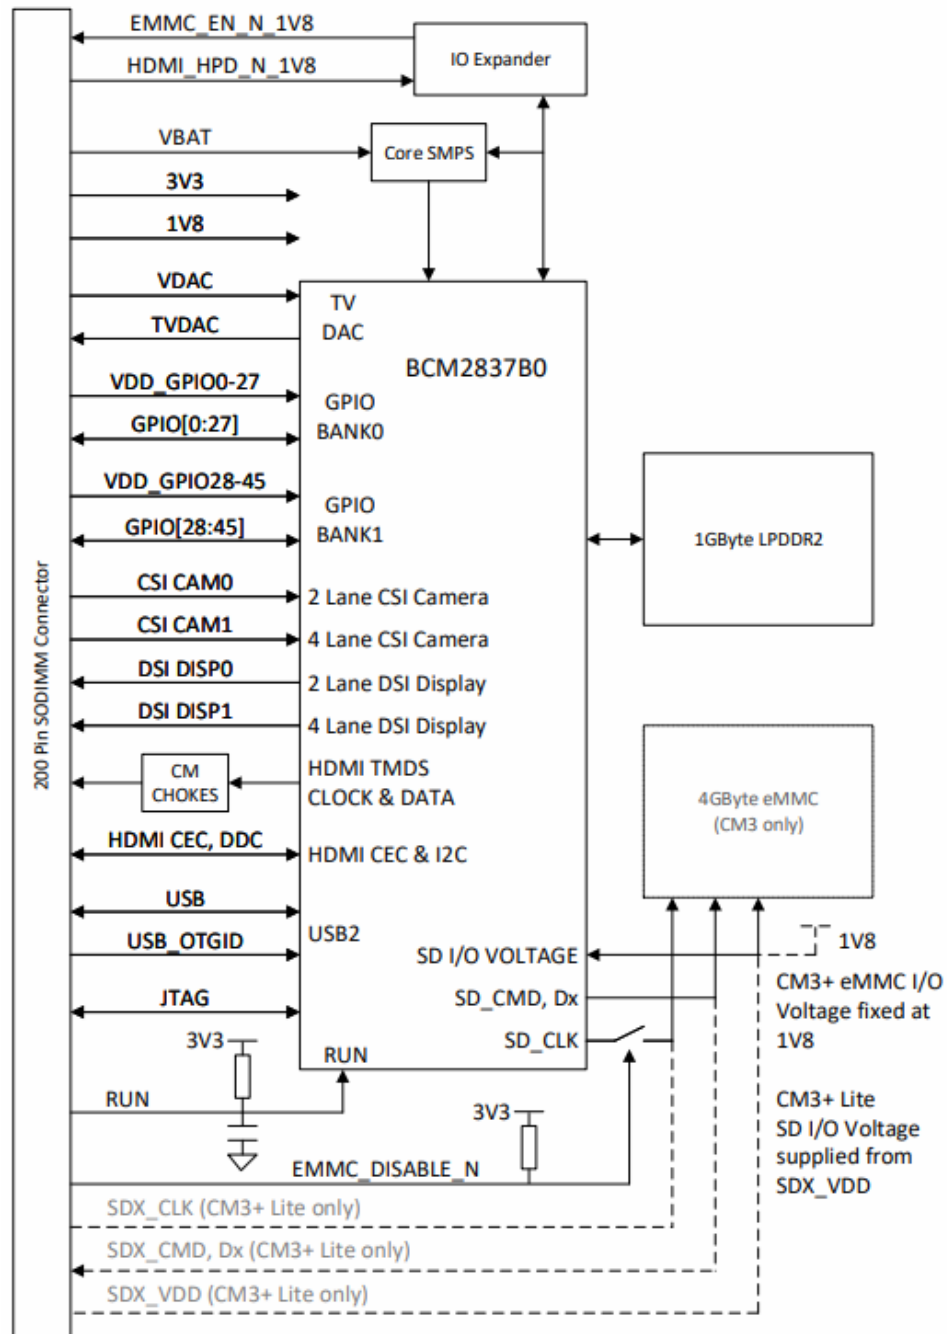 EMMC_EN_N_1V8
IO Expander
HDMI_HPD_N_1V8
VBAT
Core SMPS
3V3
1V8
VDAC
TV
DAC
TVDAC
BCM2837B0
VDD_GPIO0-27
GPIO
BANK0
GPIO[0:27]
VDD_GPIO28-45
GPIO
BANK1
GPIO[28:45]
1GByte LPDDR2
200 Pin SODIMM Connector
CSI CAM0
2 Lane CSI Camera
CSI CAM1
4 Lane CSI Camera
DSI DISP0
2 Lane DSI Display
DSI DISP1
4 Lane DSI Display
CM
CHOKES
HDMI TMDS
CLOCK & DATA
4GByte eMMC
(CM3 only)
HDMI CEC, DDC
HDMI CEC & I2C
USB
USB2
USB_OTGID
SD I/O VOLTAGE
1V8
CM3+ eMMC I/O
Voltage fixed at
1V8
SD_CMD, Dx
JTAG
SD_CLK
3V3
RUN
RUN
3V3
CM3+ Lite
SD I/O Voltage
supplied from
SDX_VDD
EMMC_DISABLE_N
SDX_CLK (CM3+ Lite only)
SDX_CMD, Dx (CM3+ Lite only)
SDX_VDD (CM3+ Lite only)